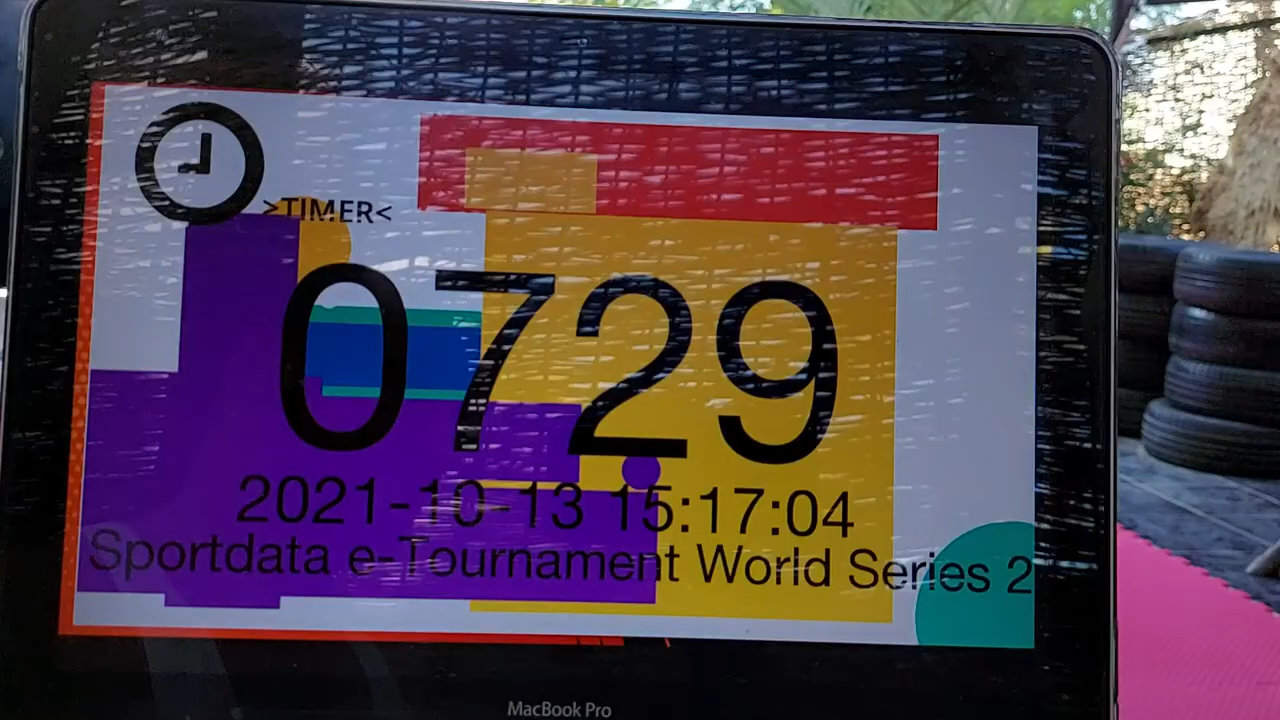 >TIMER<
0729
2021-10-13 15:17:04
Sportdata e-Tournament World Series 2
MacBook Pro